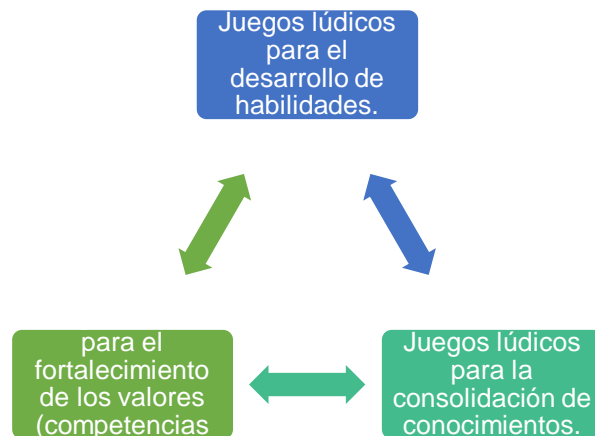 Juegos lúdicos
para el
desarrollo de
habilidades.
para el
fortalecimiento
de los valores
(competencias
Juegos lúdicos
para la
consolidación de
conocimientos.